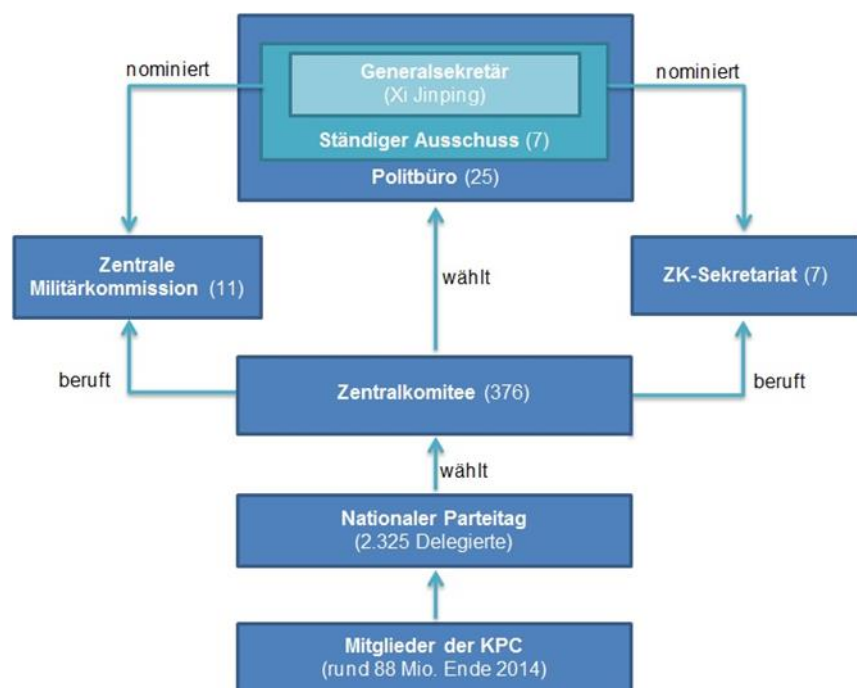 nominiert
Generalsekretär
(Xi Jinping)
nominiert
Ständiger Ausschuss (7)
Politbüro (25)
Zentrale
Militärkommission (11)
wählt
ZK-Sekretariat (7)
beruft
Zentralkomitee (376)
beruft
wählt
Nationaler Parteitag
(2.325 Delegierte)
Mitglieder der KPC
(rund 88 Mio. Ende 2014)